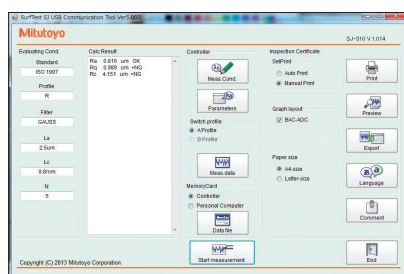 SurfTest SJ USB Communication Tool Ver5.007
Mitutoyo
SJ-310 V.1.014
Evaluating Cond.
Standard
ISO 1997
Profile
R
Filter
GAUSS
Ls
2.5um
Lc
0.8mm
N
5
Calc.Result
Ra 0.816 um OK
Rq 0.989 um +NG
Rz 4.151 um +NG
Controller
Meas.Cond.
Parameters
Switch profile
A:Profile
B:Profile
Meas.data
MemoryCard
Controller
Personal Computer
Data file
Start measurement.
Inspection Certificate
SetPrint
Auto Print
Manual Print
Graph layout
BAC-ADC
Paper size
A4-size
Letter-size
Print
Preview
Export
Language
Comment
End
Copyright (C) 2013 Mitutoyo Corporation